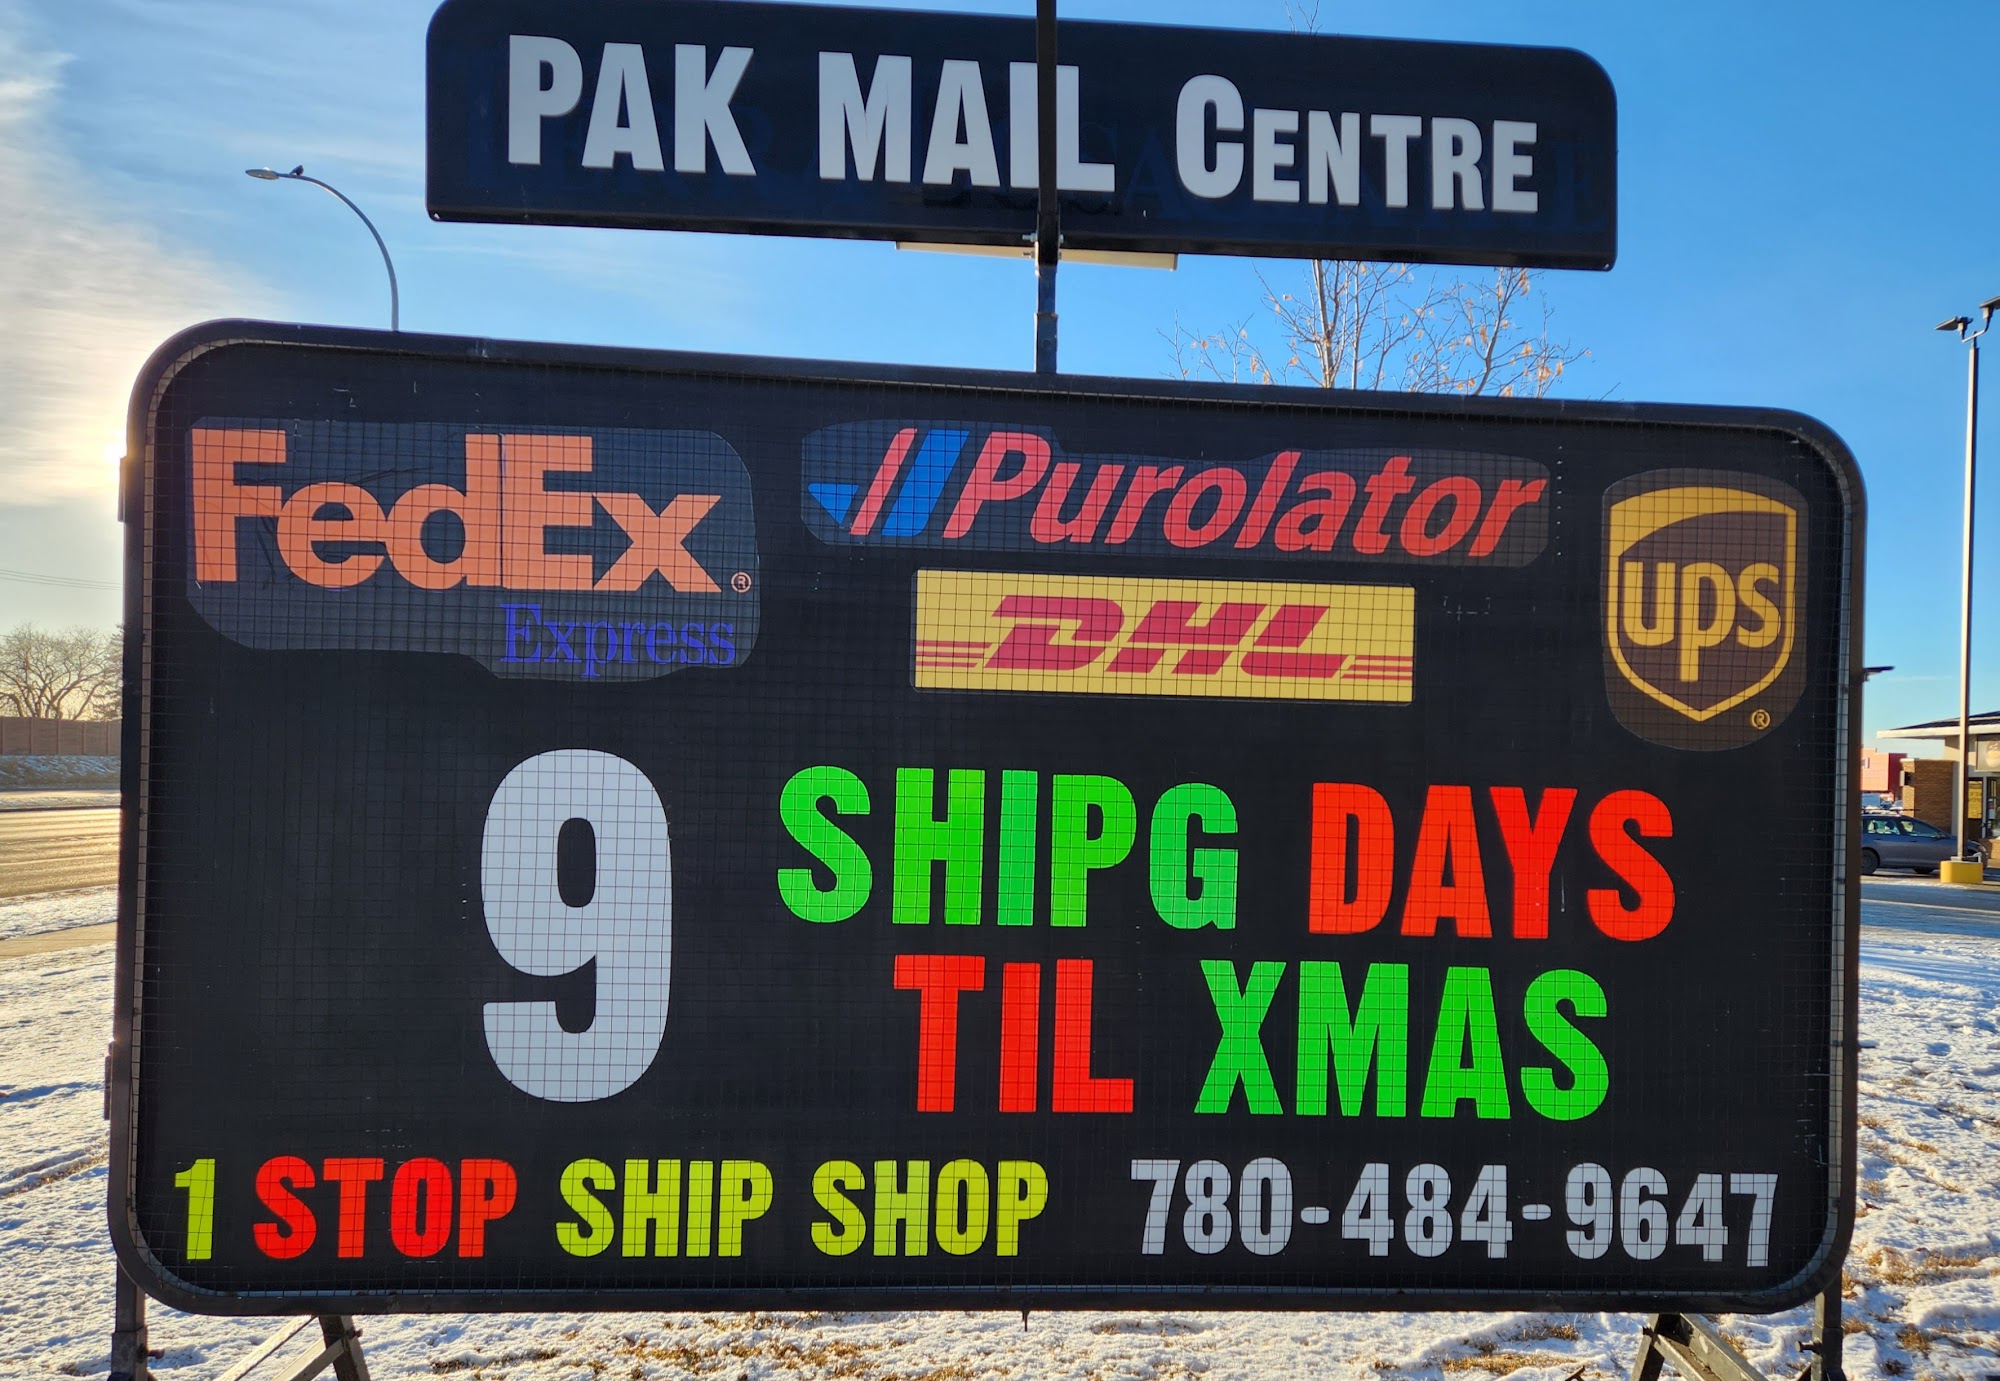 PAK MAIL CENTRE
FedEx®
Express
Purolator
DHL
ups®
9
SHIPG DAYS
TIL XMAS
1 STOP SHIP SHOP 780-484-9647